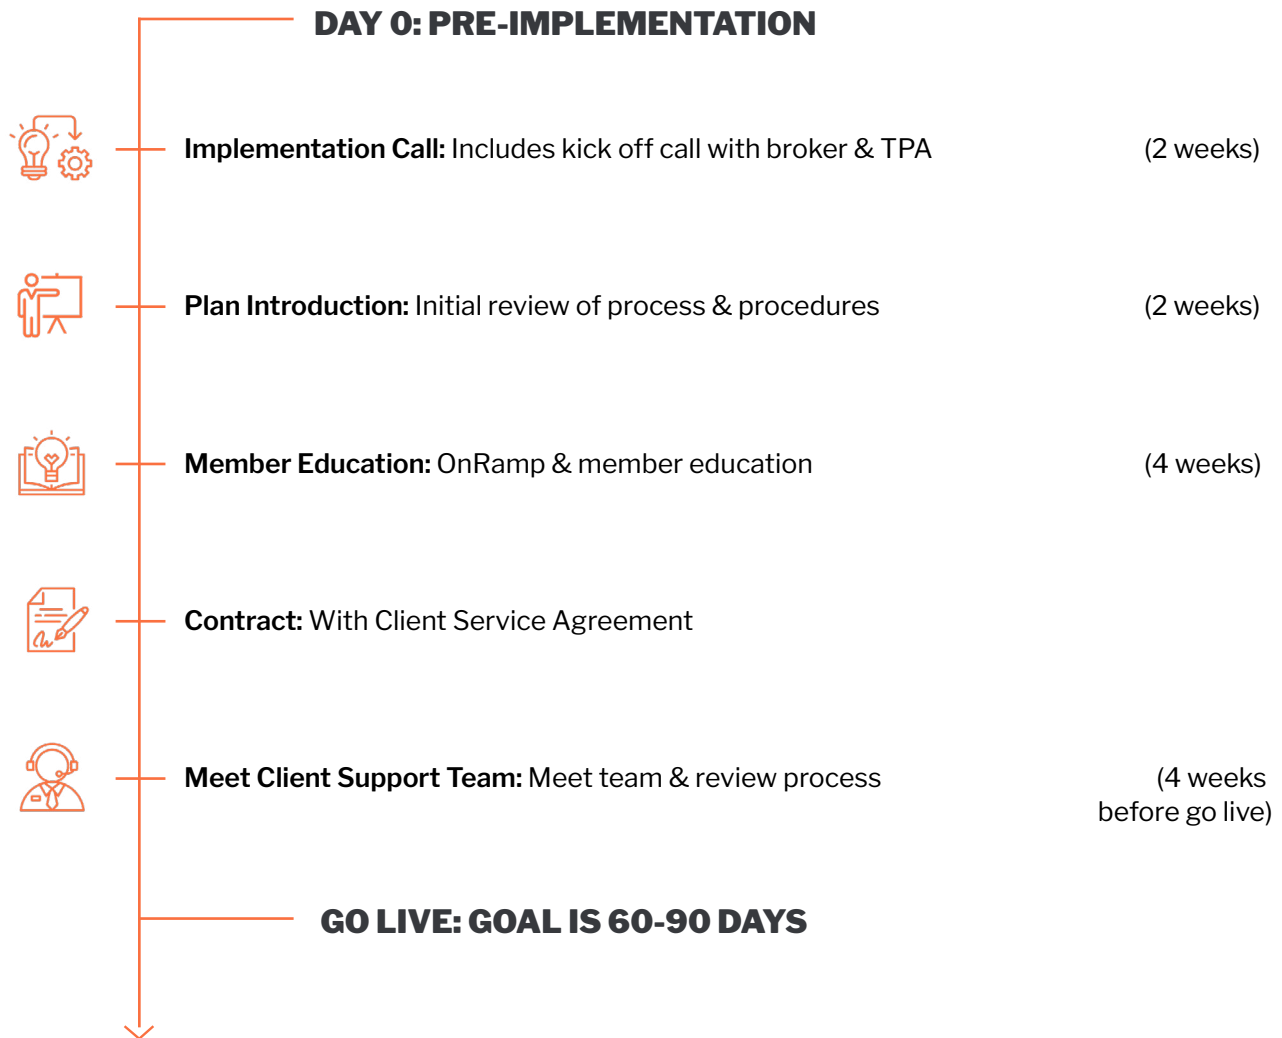 DAY 0: PRE-IMPLEMENTATION
Implementation Call: Includes kick off call with broker & TPA (2 weeks)
Plan Introduction: Initial review of process & procedures (2 weeks)
Member Education: OnRamp & member education (4 weeks)
Contract: With Client Service Agreement
Meet Client Support Team: Meet team & review process (4 weeks
before go live)
GO LIVE: GOAL IS 60-90 DAYS